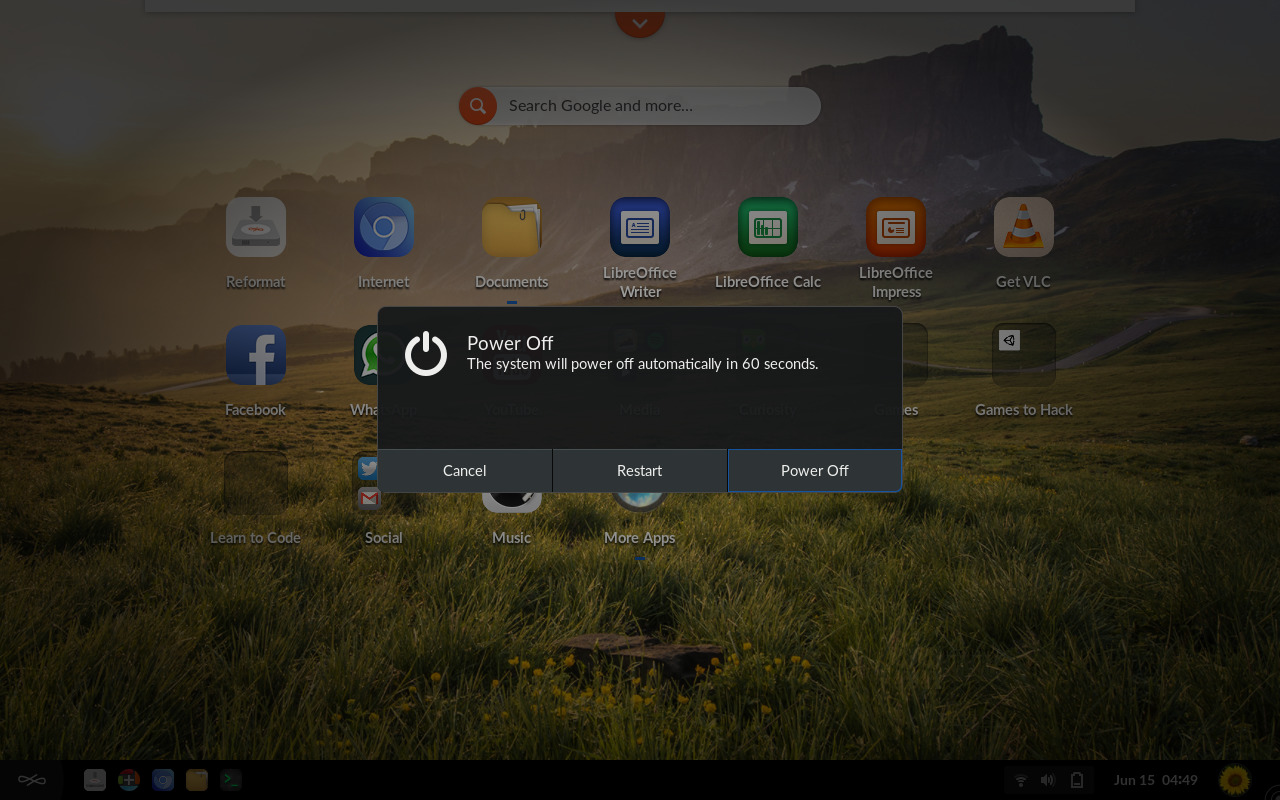 Search Google and more...
Reformat
Internet
Documents
LibreOffice
Writer
LibreOffice Calc
LibreOffice
Impress
Get VLC
Power Off
The system will power off automatically in 60 seconds.
Facebook
WhatsApp
YouTube
Media
Curiosity
Games
Games to Hack
Cancel
Restart
Power Off
Learn to Code
Social
Music
More Apps
Jun 15 04:49